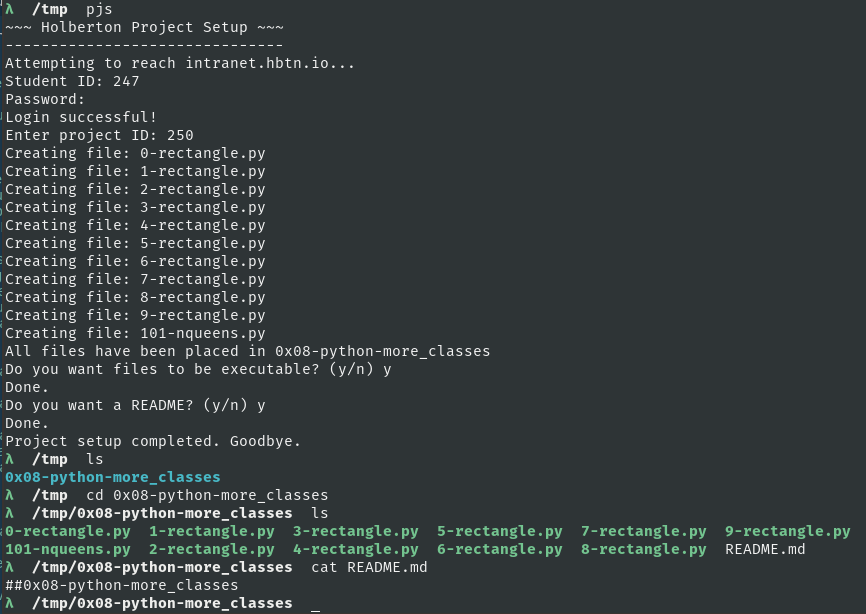 λ  /tmp  pjs
~~~ Holberton Project Setup ~~~
-------------------------------
Attempting to reach intranet.hbtn.io...
Student ID: 247
Password:
Login successful!
Enter project ID: 250
Creating file: 0-rectangle.py
Creating file: 1-rectangle.py
Creating file: 2-rectangle.py
Creating file: 3-rectangle.py
Creating file: 4-rectangle.py
Creating file: 5-rectangle.py
Creating file: 6-rectangle.py
Creating file: 7-rectangle.py
Creating file: 8-rectangle.py
Creating file: 9-rectangle.py
Creating file: 101-nqueens.py
All files have been placed in 0x08-python-more_classes
Do you want files to be executable? (y/n) y
Done.
Do you want a README? (y/n) y
Done.
Project setup completed. Goodbye.
λ  /tmp  ls
0x08-python-more_classes
λ  /tmp  cd 0x08-python-more_classes
λ  /tmp/0x08-python-more_classes  ls
0-rectangle.py  1-rectangle.py  3-rectangle.py  5-rectangle.py  7-rectangle.py  9-rectangle.py
101-nqueens.py  2-rectangle.py  4-rectangle.py  6-rectangle.py  8-rectangle.py  README.md
λ  /tmp/0x08-python-more_classes  cat README.md
##0x08-python-more_classes
λ  /tmp/0x08-python-more_classes  _